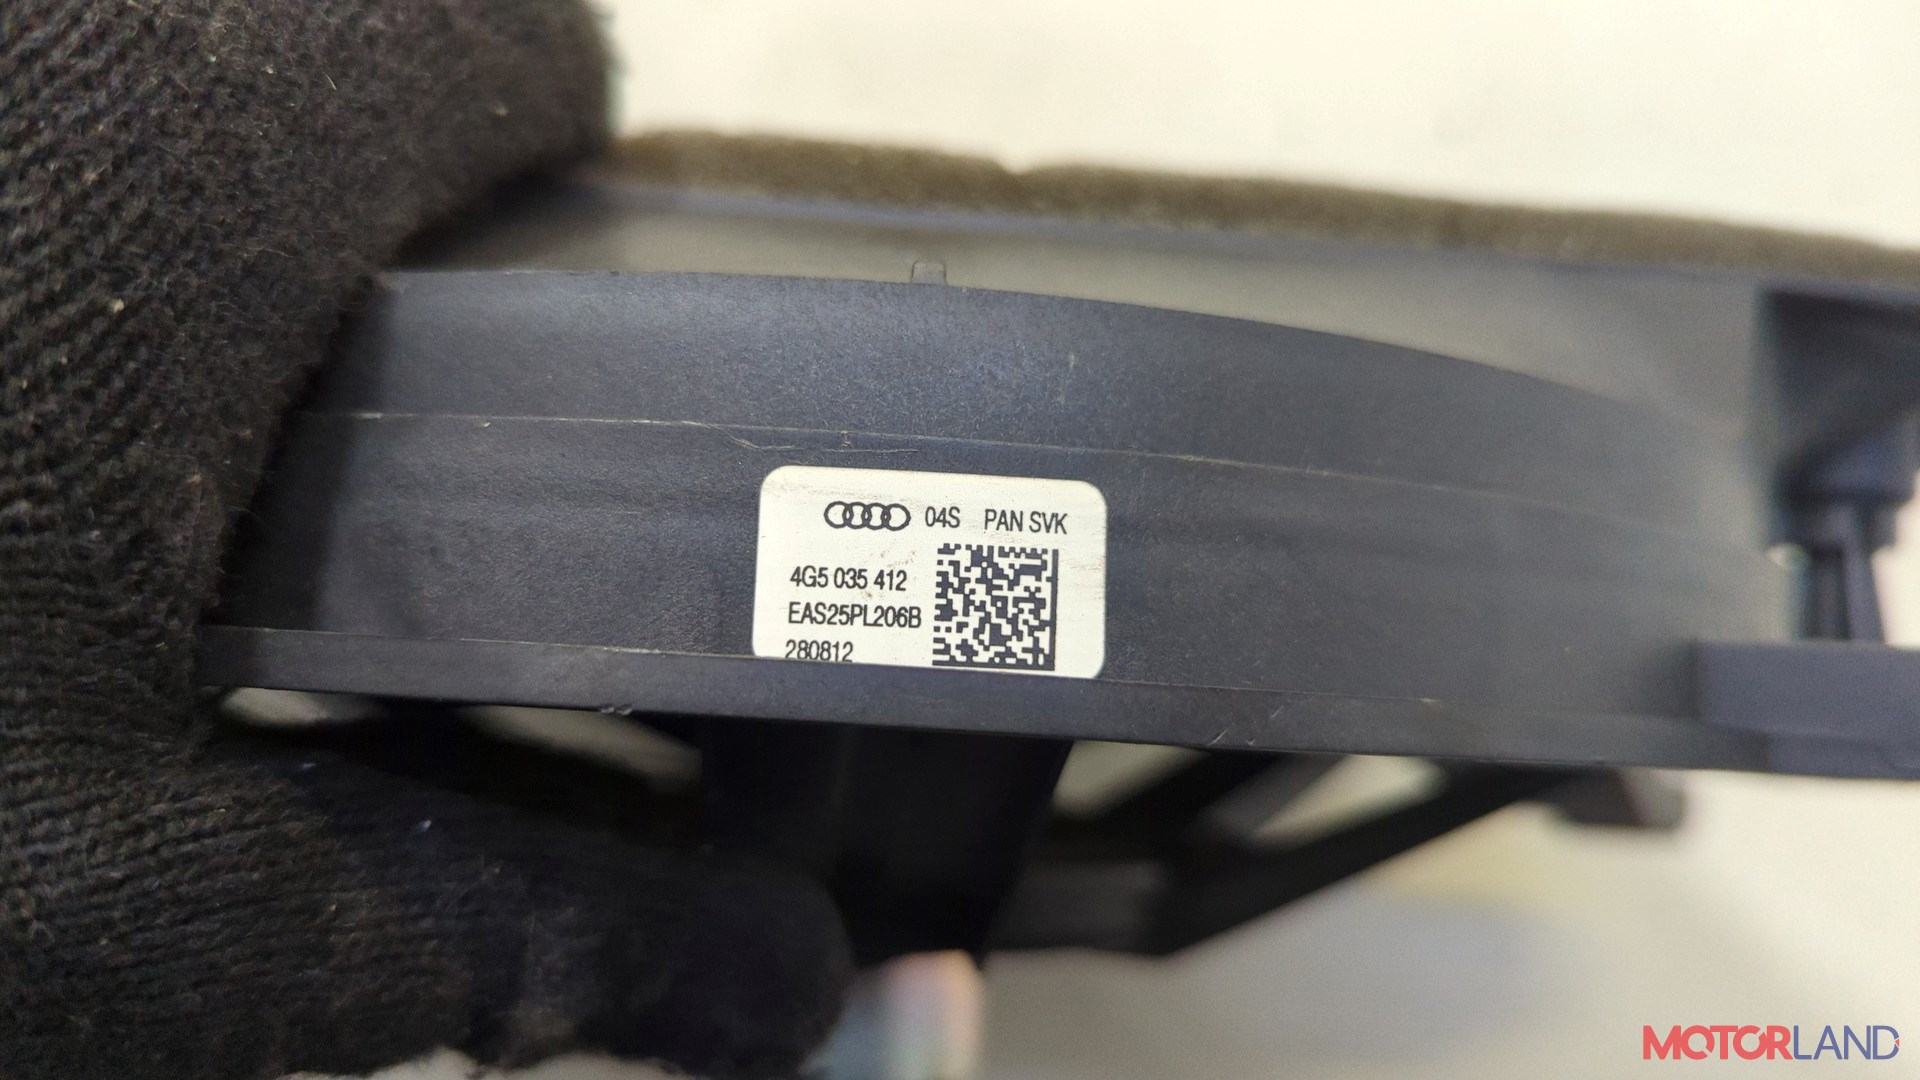 04S PAN SVK
4G5 035 412
EAS25PL206B
280812
MOTORLAND